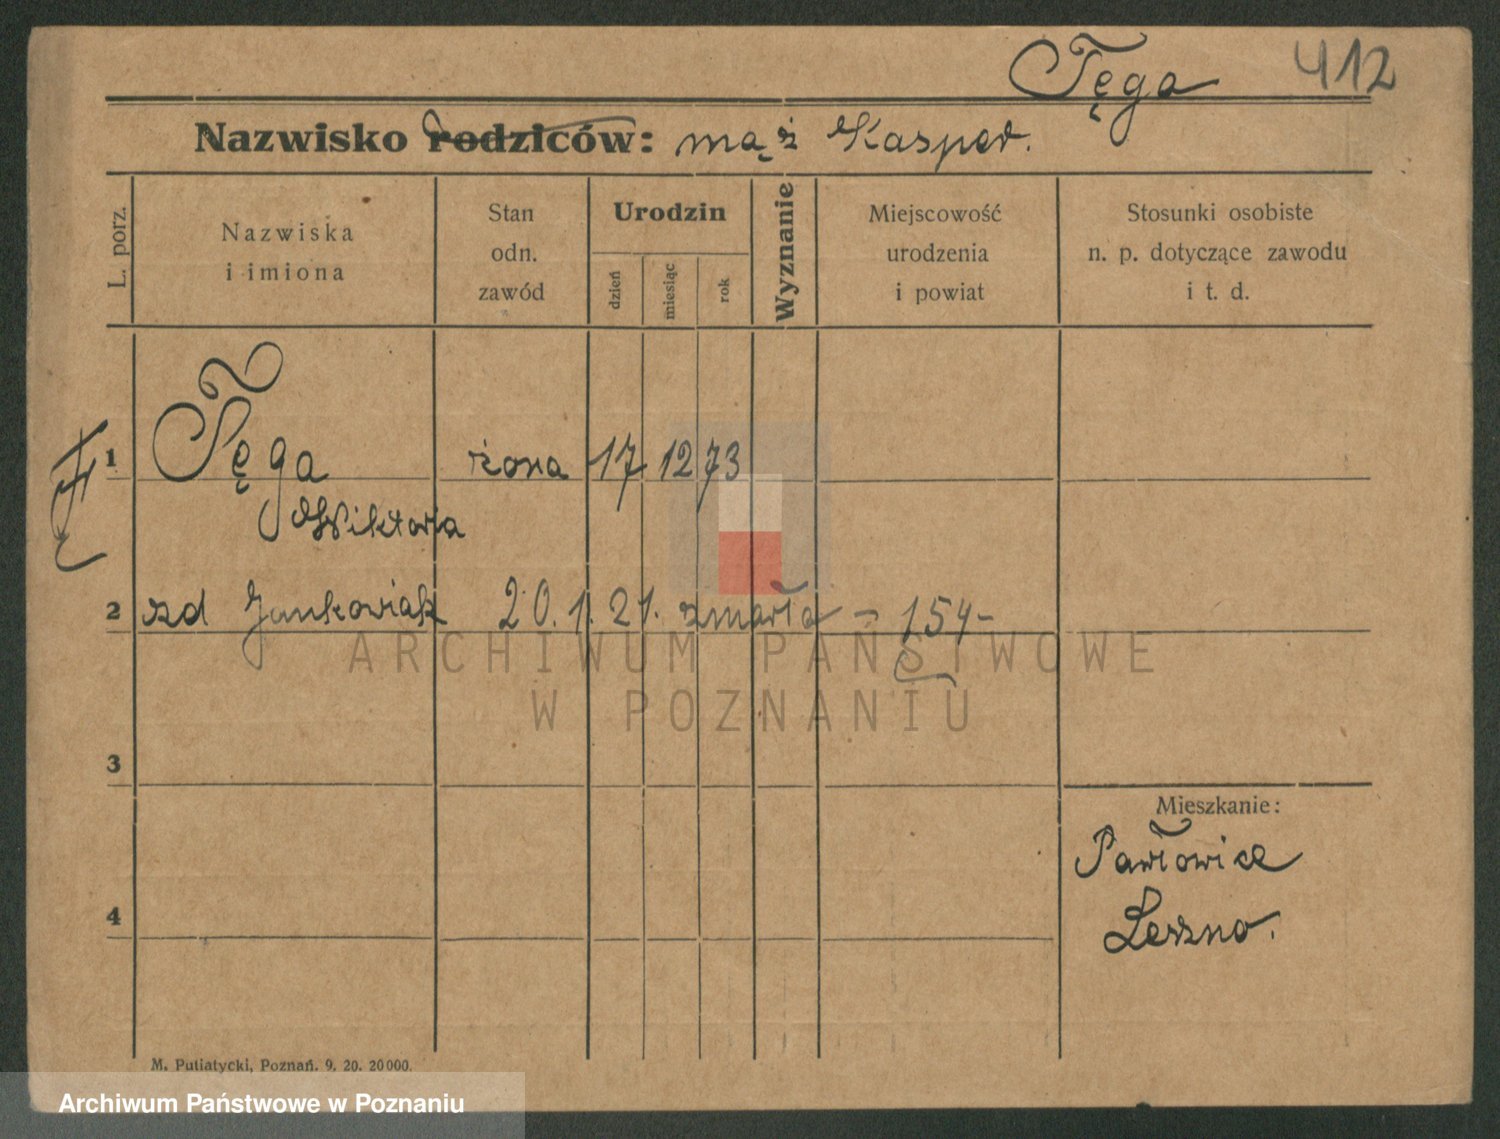 Tęga 412
Nazwisko rodziców: mąż Kasper.
L. porz.
Nazwiska
i imiona
Stan
odn.
zawód
Urodzin
dzień
miesiąc
rok
Wyznanie
Miejscowość
urodzenia
i powiat
Stosunki osobiste
n. p. dotyczące zawodu
i t. d.
1 Tęga żona 17 12 73
Wiktoria
2 zd Jankowiak 20.1.21. zmarła – 154–
ARCHIWUM PAŃSTWOWE
W POZNANIU
3
Mieszkanie:
Pawłowice
4
Leszno.
M. Putiatycki, Poznań. 9. 20. 20000.
Archiwum Państwowe w Poznaniu